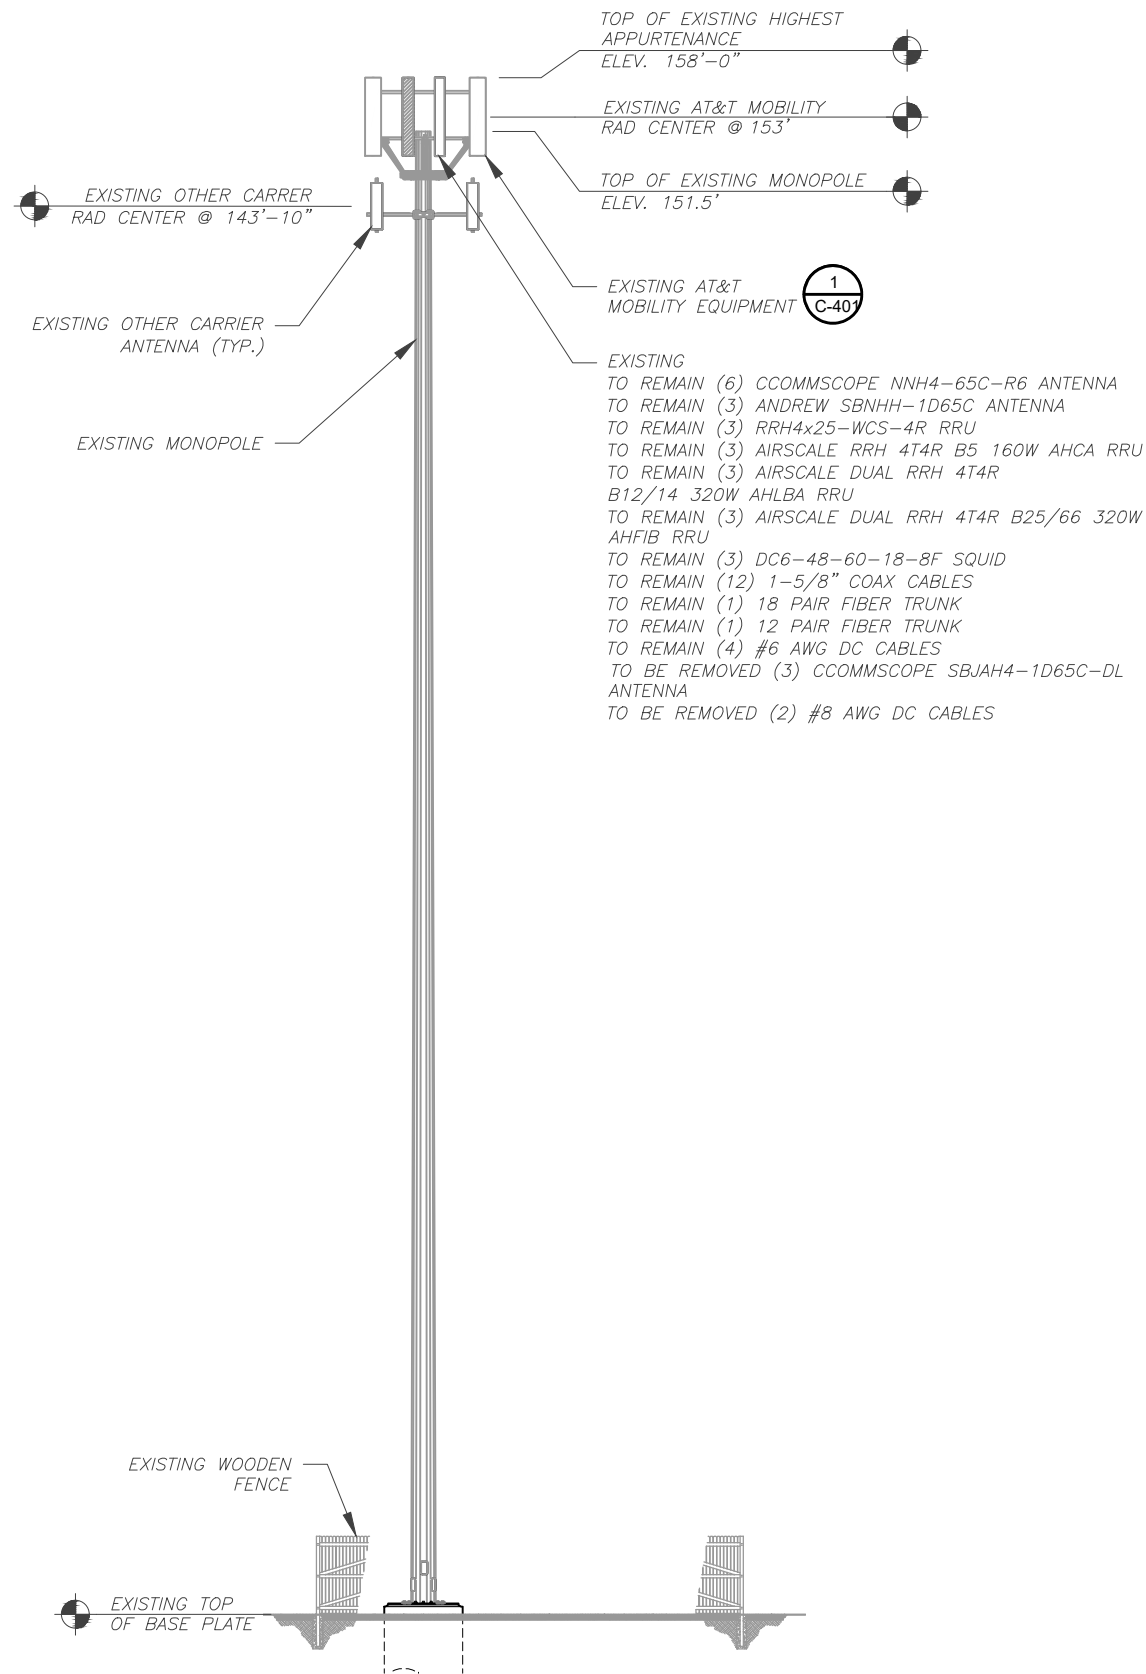 TOP OF EXISTING HIGHEST
APPURTENANCE
ELEV. 158'-0"
EXISTING AT&T MOBILITY
RAD CENTER @ 153'
TOP OF EXISTING MONOPOLE
ELEV. 151.5'
EXISTING OTHER CARRER
RAD CENTER @ 143'-10"
EXISTING AT&T
MOBILITY EQUIPMENT
1
C-401
EXISTING OTHER CARRIER
ANTENNA (TYP.)
EXISTING MONOPOLE
EXISTING
TO REMAIN (6) CCOMMSCOPE NNH4-65C-R6 ANTENNA
TO REMAIN (3) ANDREW SBNHH-1D65C ANTENNA
TO REMAIN (3) RRH4x25-WCS-4R RRU
TO REMAIN (3) AIRSCALE RRH 4T4R B5 160W AHCA RRU
TO REMAIN (3) AIRSCALE DUAL RRH 4T4R
B12/14 320W AHLBA RRU
TO REMAIN (3) AIRSCALE DUAL RRH 4T4R B25/66 320W
AHFIB RRU
TO REMAIN (3) DC6-48-60-18-8F SQUID
TO REMAIN (12) 1-5/8" COAX CABLES
TO REMAIN (1) 18 PAIR FIBER TRUNK
TO REMAIN (1) 12 PAIR FIBER TRUNK
TO REMAIN (4) #6 AWG DC CABLES
TO BE REMOVED (3) CCOMMSCOPE SBJAH4-1D65C-DL
ANTENNA
TO BE REMOVED (2) #8 AWG DC CABLES
EXISTING WOODEN
FENCE
EXISTING TOP
OF BASE PLATE